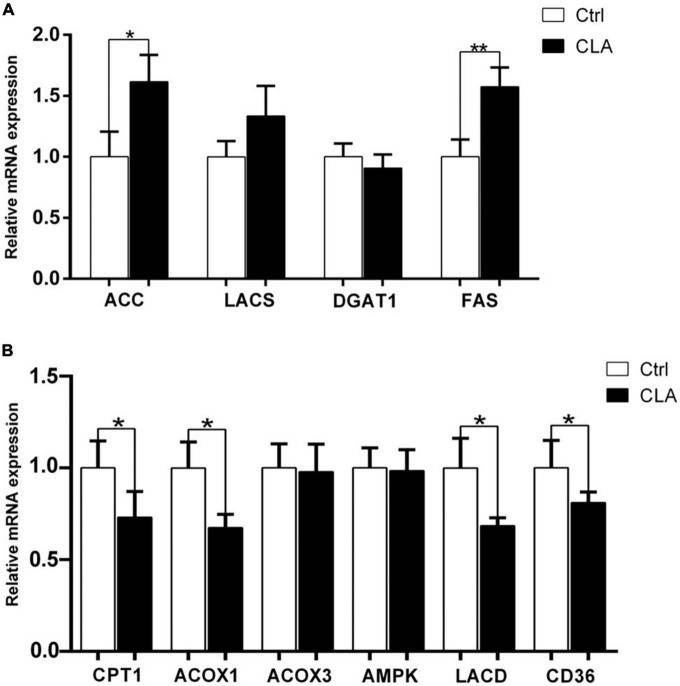 A
Ctrl
CLA
Relative mRNA expression
2.0
1.5
1.0
0.5
0.0
*
**
ACC LACS DGAT1 FAS
B
Ctrl
CLA
Relative mRNA expression
1.5
1.0
0.5
0.0
* * * *
CPT1 ACOX1 ACOX3 AMPK LACD CD36